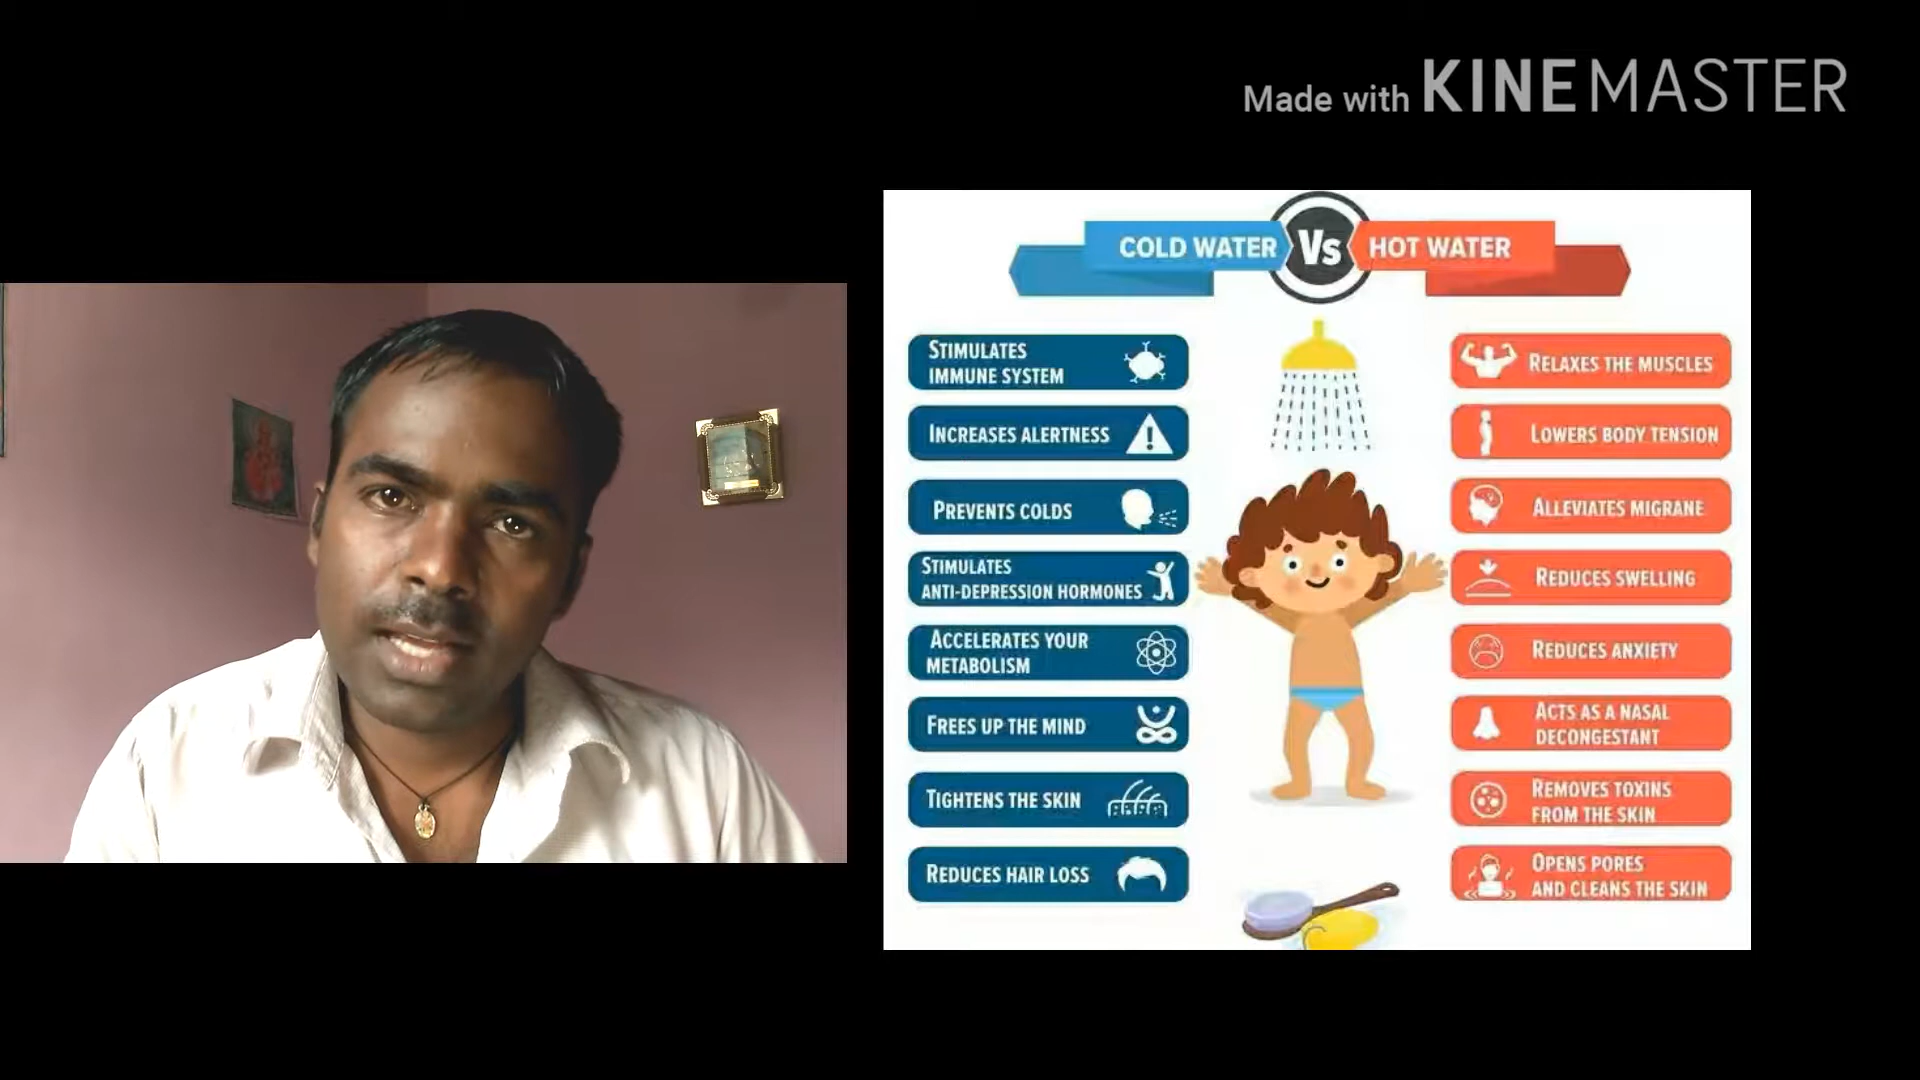 Made with KINEMASTER
COLD WATER Vs HOT WATER
STIMULATES
IMMUNE SYSTEM
INCREASES ALERTNESS
PREVENTS COLDS
STIMULATES
ANTI-DEPRESSION HORMONES
ACCELERATES YOUR
METABOLISM
FREES UP THE MIND
TIGHTENS THE SKIN
REDUCES HAIR LOSS
RELAXES THE MUSCLES
LOWERS BODY TENSION
ALLEVIATES MIGRANE
REDUCES SWELLING
REDUCES ANXIETY
ACTS AS A NASAL
DECONGESTANT
REMOVES TOXINS
FROM THE SKIN
OPENS PORES
AND CLEANS THE SKIN